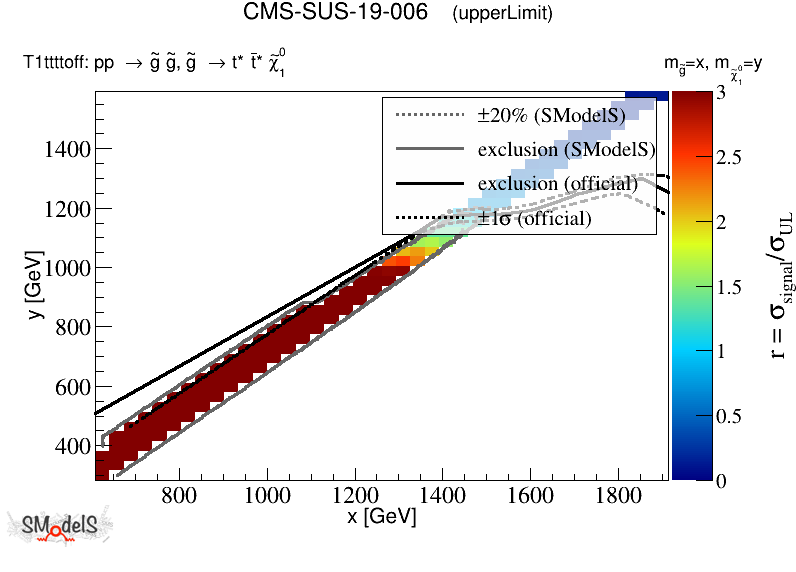 CMS-SUS-19-006 (upperLimit)
T1ttttoff: pp → g̃ g̃, g̃ → t* t̄* χ̃₁⁰
m_g̃=x, m_χ̃₁⁰=y
±20% (SModelS)
exclusion (SModelS)
exclusion (official)
±1σ (official)
1400
1200
1000
800
600
400
y [GeV]
800 1000 1200 1400 1600 1800
x [GeV]
3
2.5
2
1.5
1
0.5
0
r = σ_signal/σ_UL
SModelS